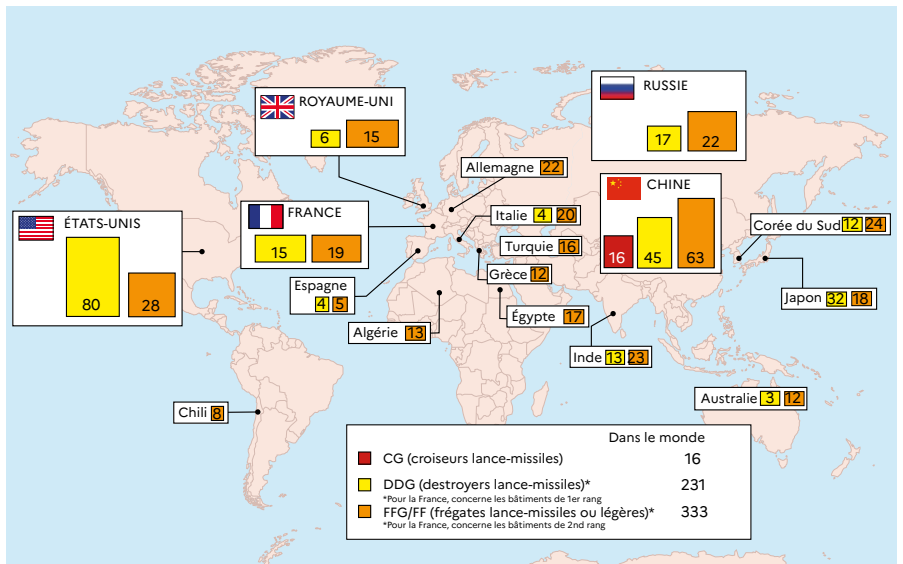 ROYAUME-UNI
6 15
RUSSIE
17 22
Allemagne 22
CHINE
16 45 63
ÉTATS-UNIS
80 28
FRANCE
15 19
Italie 4 20
Corée du Sud 12 24
Turquie 16
Grèce 12
Espagne
4 5
Japon 32 18
Égypte 17
Algérie 13
Inde 13 23
Australie 3 12
Chili 8
Dans le monde
CG (croiseurs lance-missiles) 16
DDG (destroyers lance-missiles)* 231
*Pour la France, concerne les bâtiments de 1er rang
FFG/FF (frégates lance-missiles ou légères)* 333
*Pour la France, concerne les bâtiments de 2nd rang